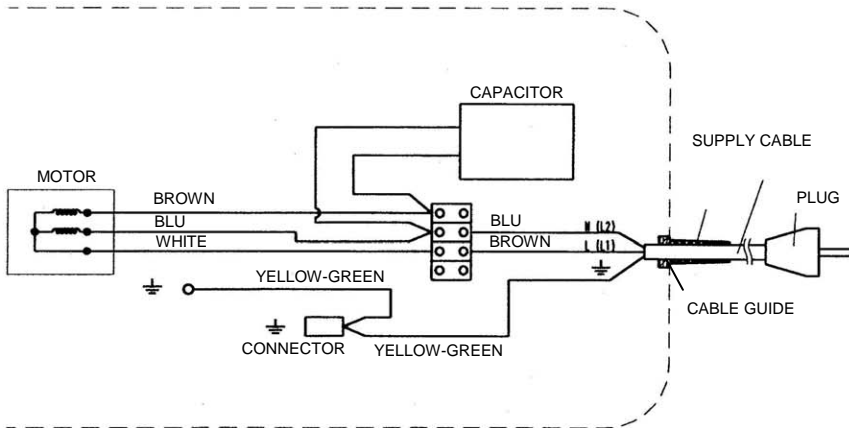 CAPACITOR
SUPPLY CABLE
MOTOR
PLUG
BROWN
BLU
WHITE
BLU
N (L2)
BROWN
L (L1)
YELLOW-GREEN
CABLE GUIDE
CONNECTOR
YELLOW-GREEN